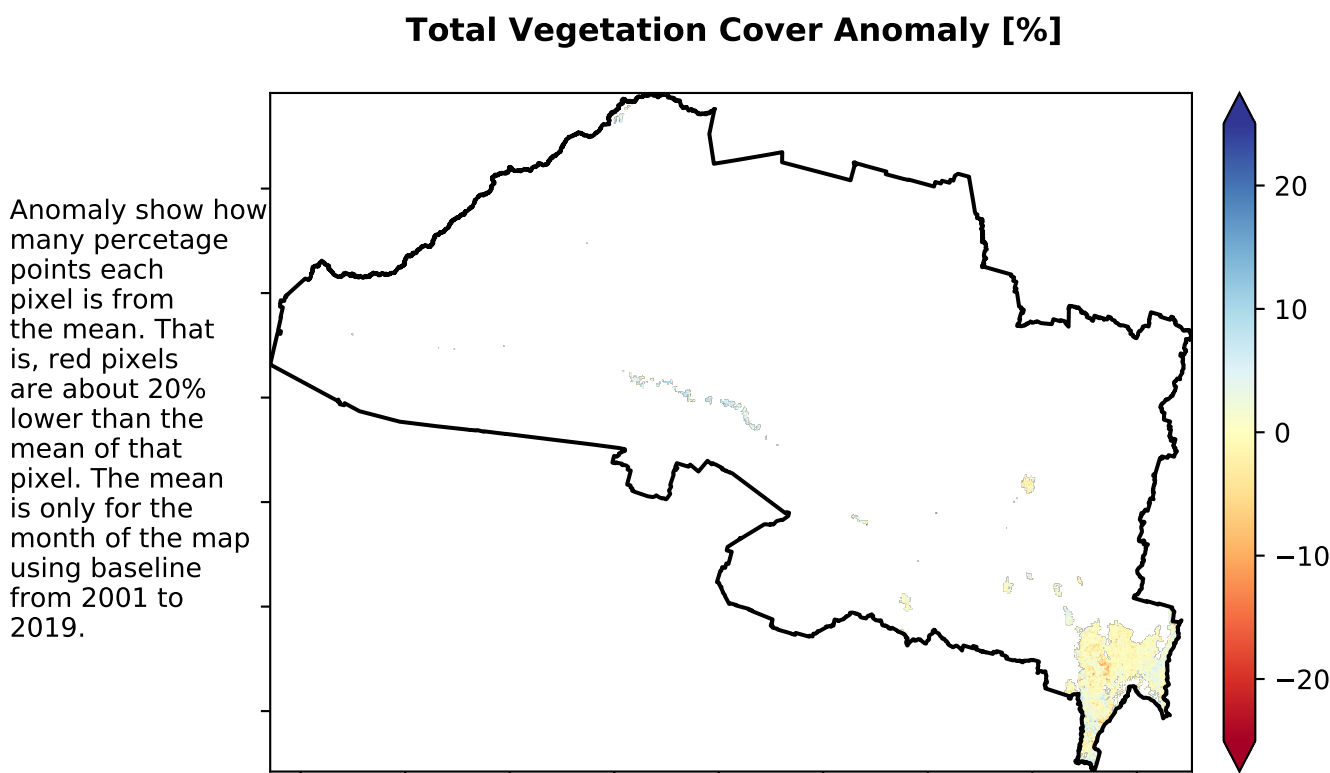 Total Vegetation Cover Anomaly [%]
Anomaly show how
many percetage
points each
pixel is from
the mean. That
is, red pixels
are about 20%
lower than the
mean of that
pixel. The mean
is only for the
month of the map
using baseline
from 2001 to
2019.
20
10
0
−10
−20